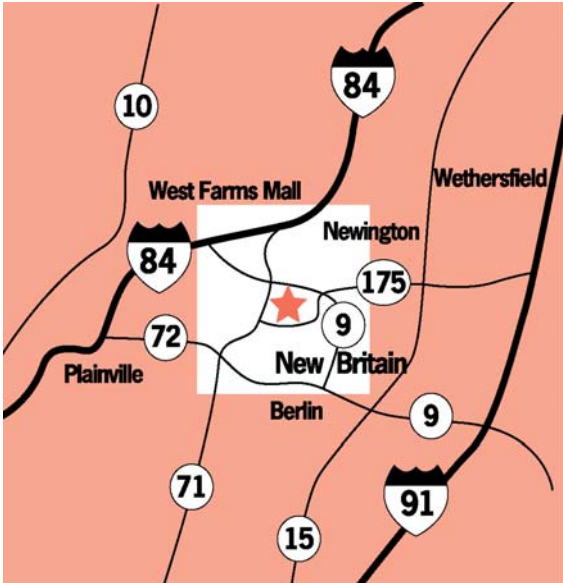 84
10
Wethersfield
West Farms Mall
Newington
84
175
9
72
New Britain
Plainville
Berlin
9
71
91
15